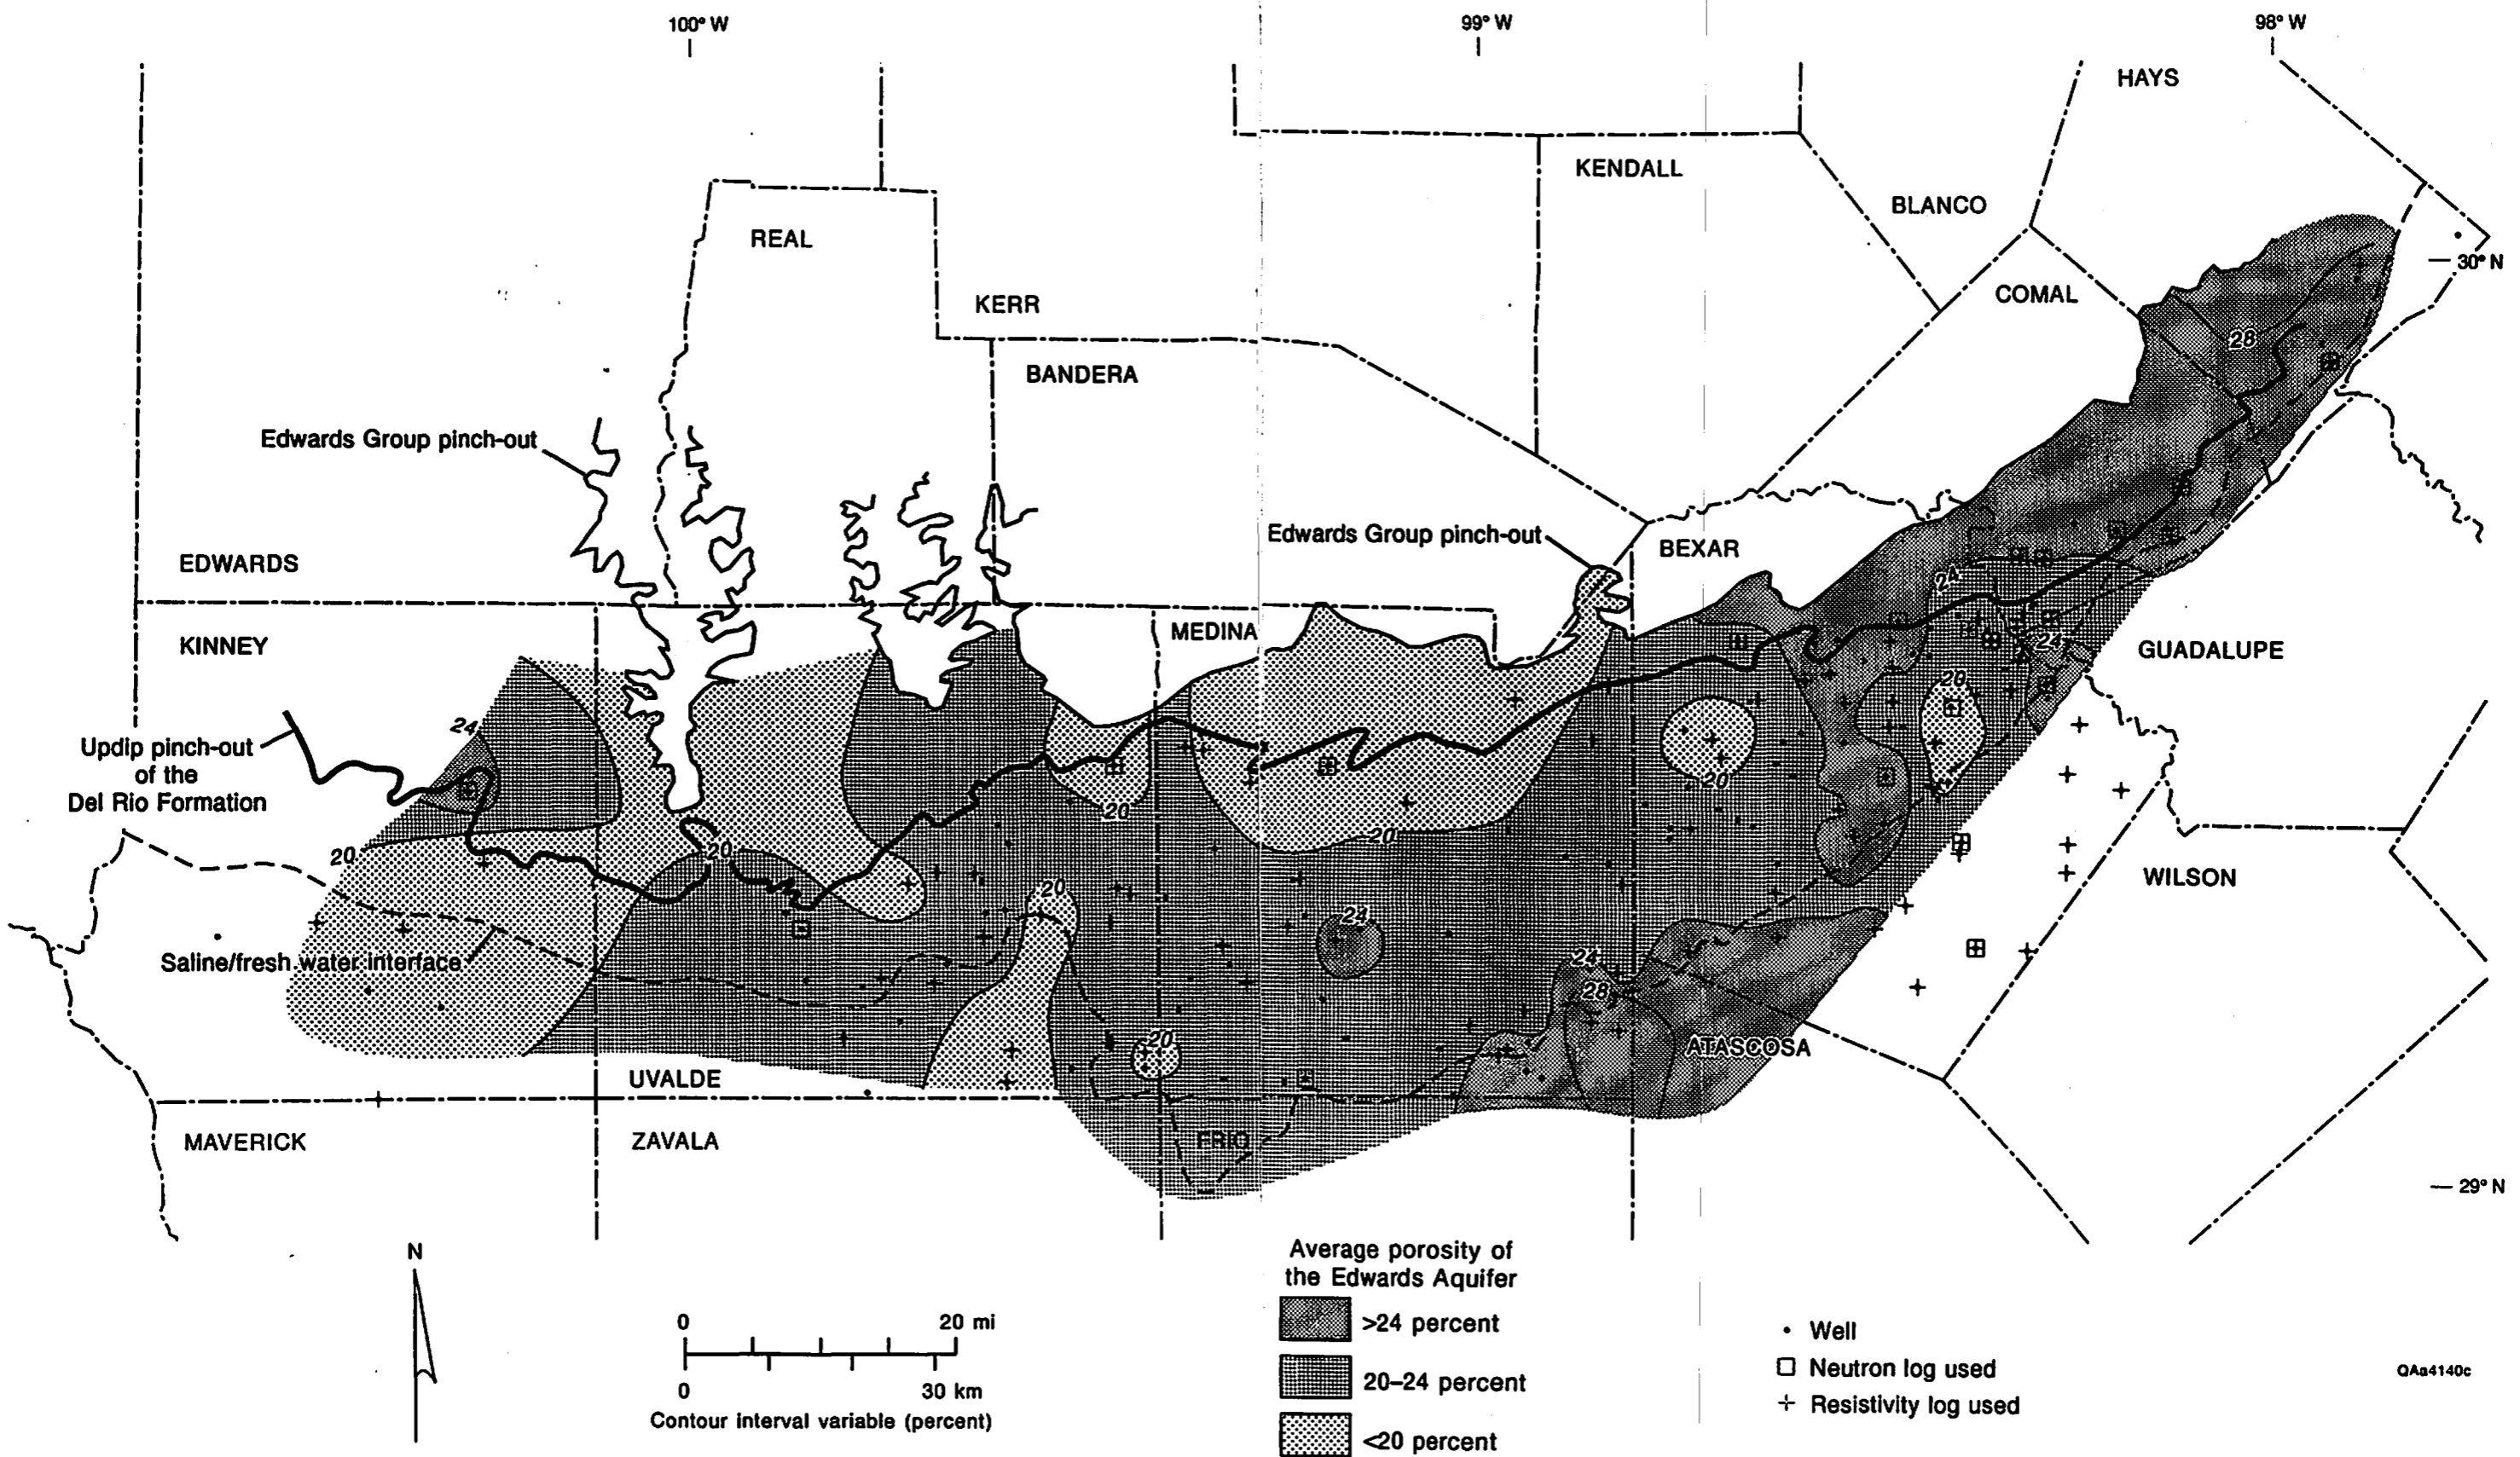 100° W
99° W
98° W
HAYS
KENDALL
BLANCO
REAL
30° N
COMAL
KERR
28
BANDERA
Edwards Group pinch-out
Edwards Group pinch-out
BEXAR
EDWARDS
24
MEDINA
KINNEY
24
GUADALUPE
20
24
Updip pinch-out
of the
Del Rio Formation
20
20
20
20
20
WILSON
20
24
Saline/fresh water interface
24
28
20
ATASCOSA
UVALDE
MAVERICK
ZAVALA
FRIO
29° N
N
Average porosity of
the Edwards Aquifer
>24 percent
20–24 percent
<20 percent
0 20 mi
0 30 km
Contour interval variable (percent)
Well
Neutron log used
Resistivity log used
QAa4140c